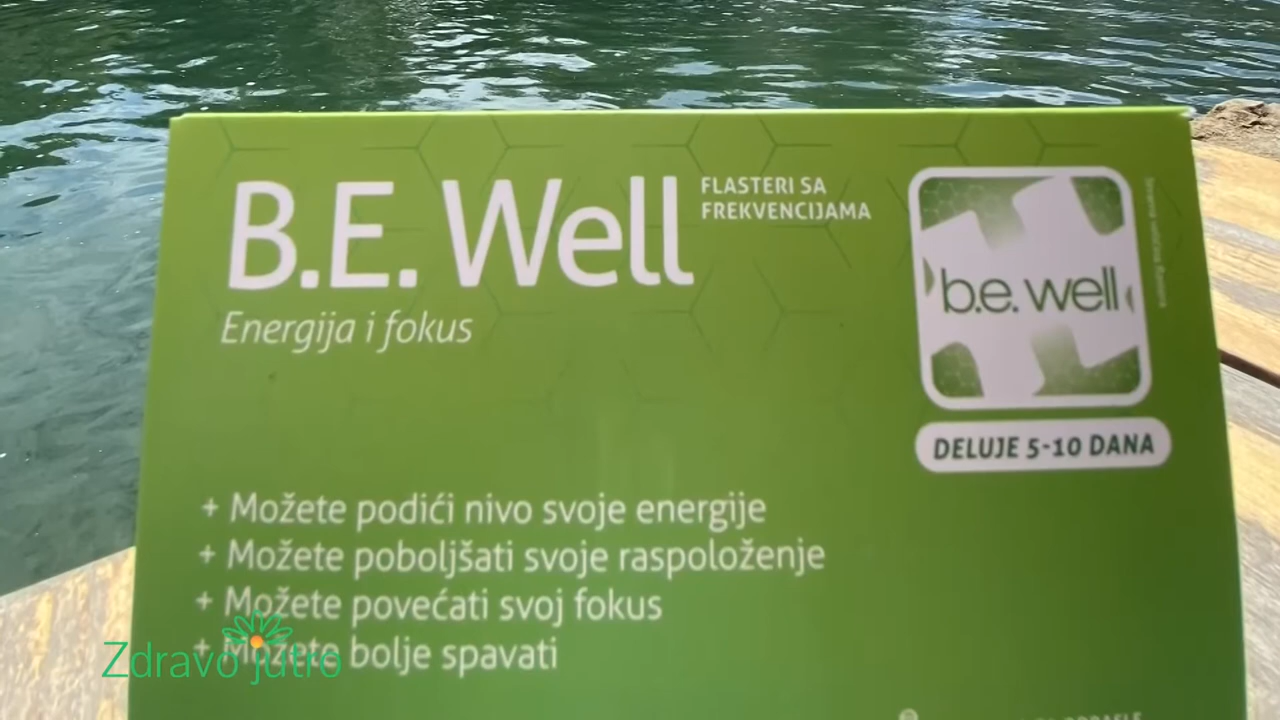 B.E. Well
FLASTERI SA
FREKVENCIJAMA
Energija i fokus
b.e. well
DELUJE 5-10 DANA
+ Možete podići nivo svoje energije
+ Možete poboljšati svoje raspoloženje
+ Možete povećati svoj fokus
+ Možete bolje spavati
Zdravo jutro